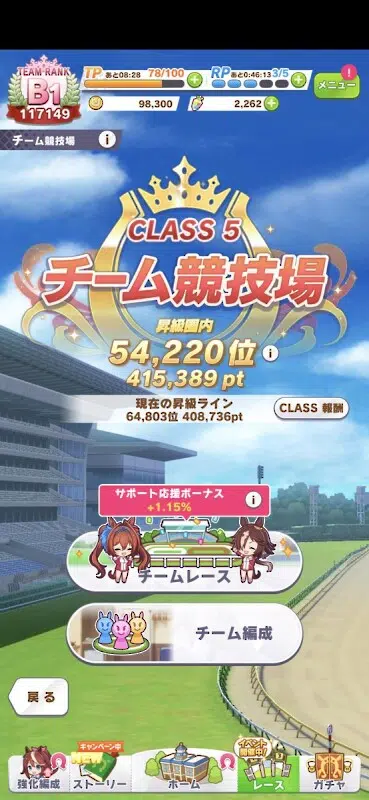 TEAM-RANK
B1
117149
TP あと08:28 78/100
RP あと0:46:13 3/5
メニュー
98,300
2,262
チーム競技場
CLASS 5
チーム競技場
昇級圏内
54,220位
415,389 pt
現在の昇級ライン
64,803位 408,736pt
CLASS 報酬
サポート応援ボーナス
+1.15%
チームレース
チーム編成
戻る
キャンペーン中
NEW
イベント
開催中!
強化編成
ストーリー
ホーム
レース
ガチャ